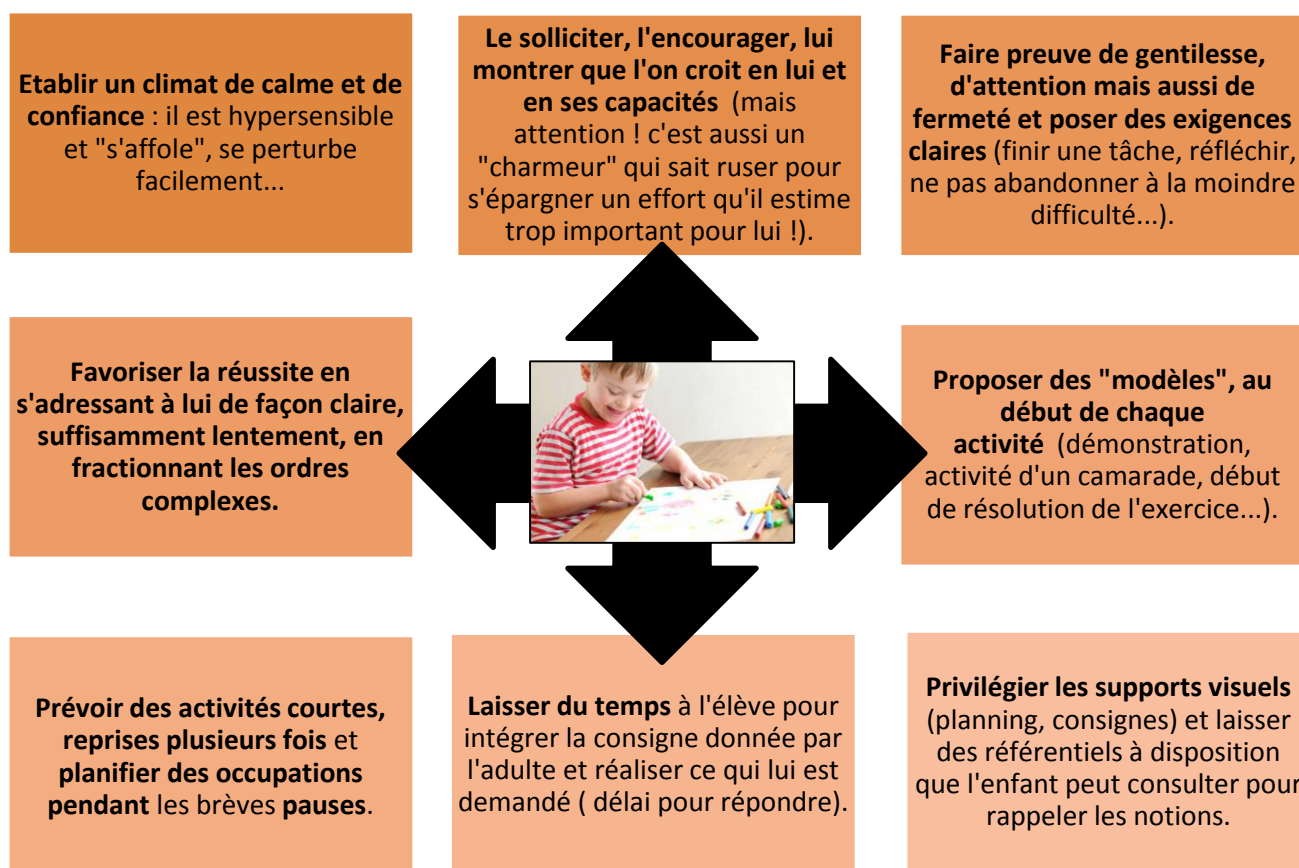 Etablir un climat de calme et de
confiance : il est hypersensible
et "s'affole", se perturbe
facilement...
Le solliciter, l'encourager, lui
montrer que l'on croit en lui et
en ses capacités (mais
attention ! c'est aussi un
"charmeur" qui sait ruser pour
s'épargner un effort qu'il estime
trop important pour lui !).
Faire preuve de gentilesse,
d'attention mais aussi de
fermeté et poser des exigences
claires (finir une tâche, réfléchir,
ne pas abandonner à la moindre
difficulté...).
Favoriser la réussite en
s'adressant à lui de façon claire,
suffisamment lentement, en
fractionnant les ordres
complexes.
Proposer des "modèles", au
début de chaque
activité (démonstration,
activité d'un camarade, début
de résolution de l'exercice...).
Prévoir des activités courtes,
reprises plusieurs fois et
planifier des occupations
pendant les brèves pauses.
Laisser du temps à l'élève pour
intégrer la consigne donnée par
l'adulte et réaliser ce qui lui est
demandé ( délai pour répondre).
Privilégier les supports visuels
(planning, consignes) et laisser
des référentiels à disposition
que l'enfant peut consulter pour
rappeler les notions.